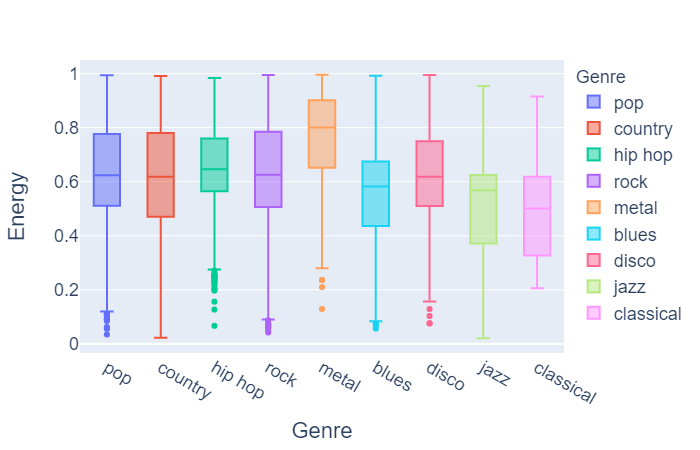 1
0.8
0.6
0.4
0.2
0
Energy
pop
country
hip hop
rock
metal
blues
disco
jazz
classical
Genre
Genre
pop
country
hip hop
rock
metal
blues
disco
jazz
classical